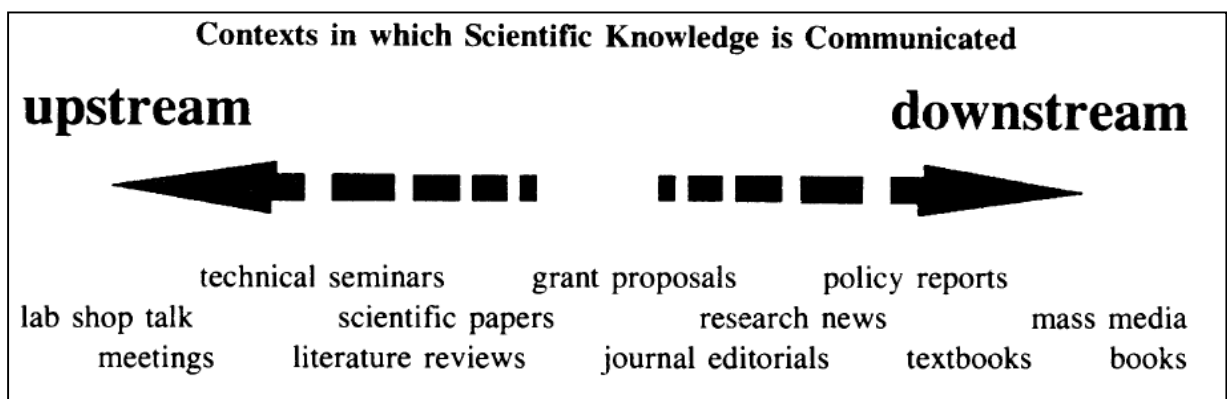 Contexts in which Scientific Knowledge is Communicated
upstream downstream
technical seminars grant proposals policy reports
lab shop talk scientific papers research news mass media
meetings literature reviews journal editorials textbooks books